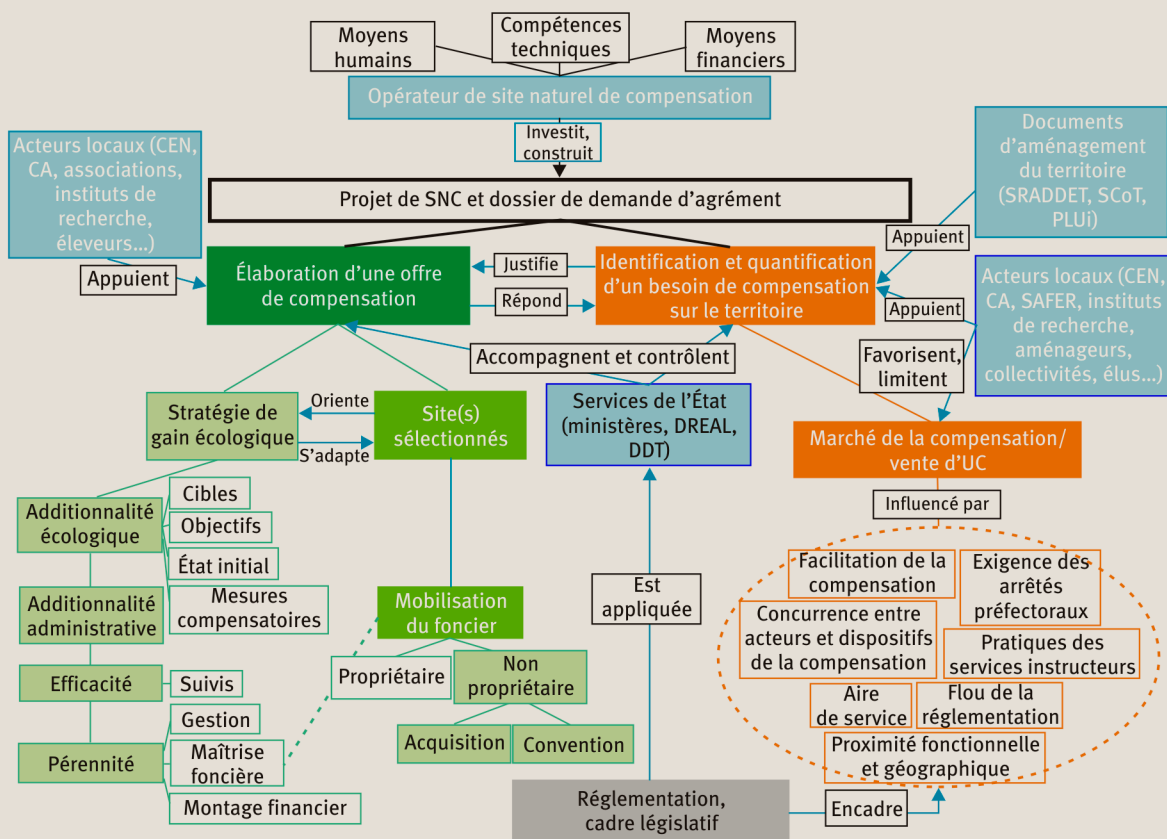 Moyens
humains
Compétences
techniques
Moyens
financiers
Opérateur de site naturel de compensation
Investit,
construit
Acteurs locaux (CEN,
CA, associations,
instituts de
recherche,
éleveurs...)
Documents
d'aménagement
du territoire
(SRADDET, SCoT,
PLUi)
Projet de SNC et dossier de demande d'agrément
Appuient
Appuient
Élaboration d'une offre
de compensation
Justifie
Répond
Identification et quantification
d'un besoin de compensation
sur le territoire
Acteurs locaux (CEN,
CA, SAFER, instituts
de recherche,
aménageurs,
collectivités, élus...)
Appuient
Accompagnent et contrôlent
Favorisent,
limitent
Stratégie de
gain écologique
Oriente
S'adapte
Site(s)
sélectionnés
Services de l'État
(ministères, DREAL,
DDT)
Marché de la compensation/
vente d'UC
Influencé par
Additionnalité
écologique
Cibles
Objectifs
État initial
Mesures
compensatoires
Additionnalité
administrative
Efficacité
Suivis
Pérennité
Gestion
Maîtrise
foncière
Montage financier
Mobilisation
du foncier
Propriétaire
Non
propriétaire
Acquisition
Convention
Est
appliquée
Facilitation de la
compensation
Exigence des
arrêtés
préfectoraux
Concurrence entre
acteurs et dispositifs
de la compensation
Pratiques des
services instructeurs
Aire
de service
Flou de la
réglementation
Proximité fonctionnelle
et géographique
Réglementation,
cadre législatif
Encadre